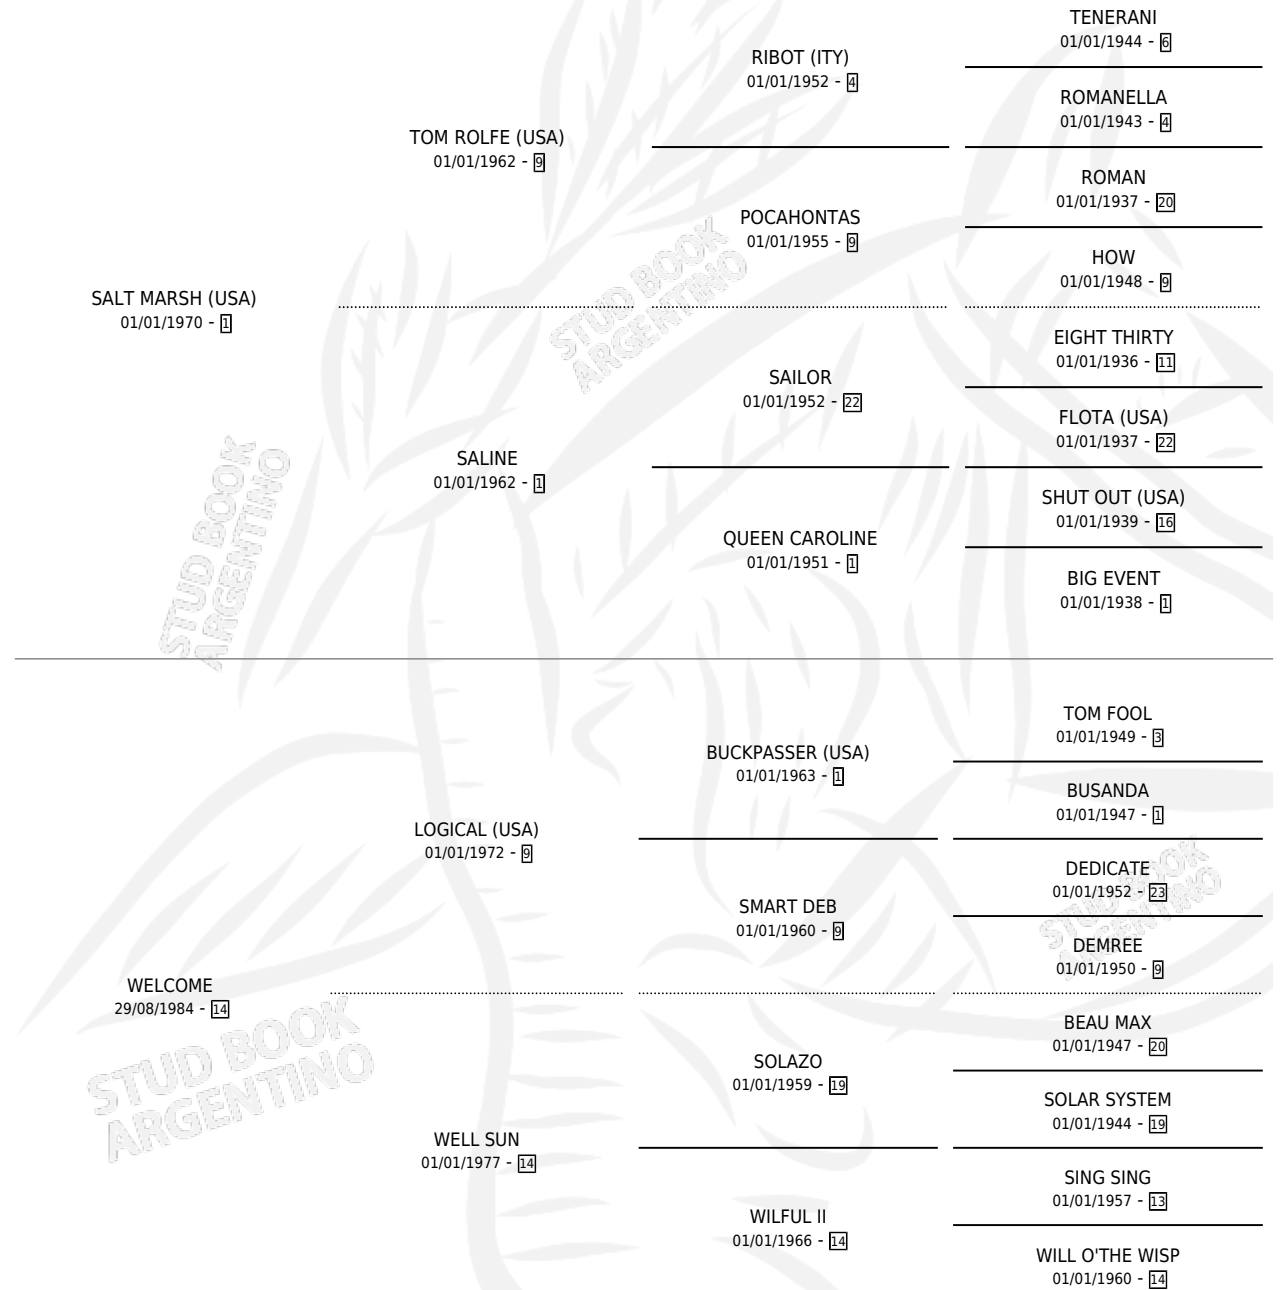 TENERANI
01/01/1944 - 6
RIBOT (ITY)
01/01/1952 - 4
ROMANELLA
01/01/1943 - 4
TOM ROLFE (USA)
01/01/1962 - 9
ROMAN
01/01/1937 - 20
POCAHONTAS
01/01/1955 - 9
HOW
01/01/1948 - 9
SALT MARSH (USA)
01/01/1970 - 1
STUD BOOK
ARGENTINO
EIGHT THIRTY
01/01/1936 - 11
SAILOR
01/01/1952 - 22
FLOTA (USA)
01/01/1937 - 22
SALINE
01/01/1962 - 1
SHUT OUT (USA)
01/01/1939 - 16
QUEEN CAROLINE
01/01/1951 - 1
BIG EVENT
01/01/1938 - 1
STUD BOOK
ARGENTINO
TOM FOOL
01/01/1949 - 3
BUCKPASSER (USA)
01/01/1963 - 1
BUSANDA
01/01/1947 - 1
LOGICAL (USA)
01/01/1972 - 9
DEDICATE
01/01/1952 - 23
SMART DEB
01/01/1960 - 9
STUD BOOK
ARGENTINO
DEMREE
01/01/1950 - 9
WELCOME
29/08/1984 - 14
BEAU MAX
01/01/1947 - 20
STUD BOOK
ARGENTINO
SOLAZO
01/01/1959 - 19
SOLAR SYSTEM
01/01/1944 - 19
WELL SUN
01/01/1977 - 14
SING SING
01/01/1957 - 13
WILFUL II
01/01/1966 - 14
WILL O'THE WISP
01/01/1960 - 14